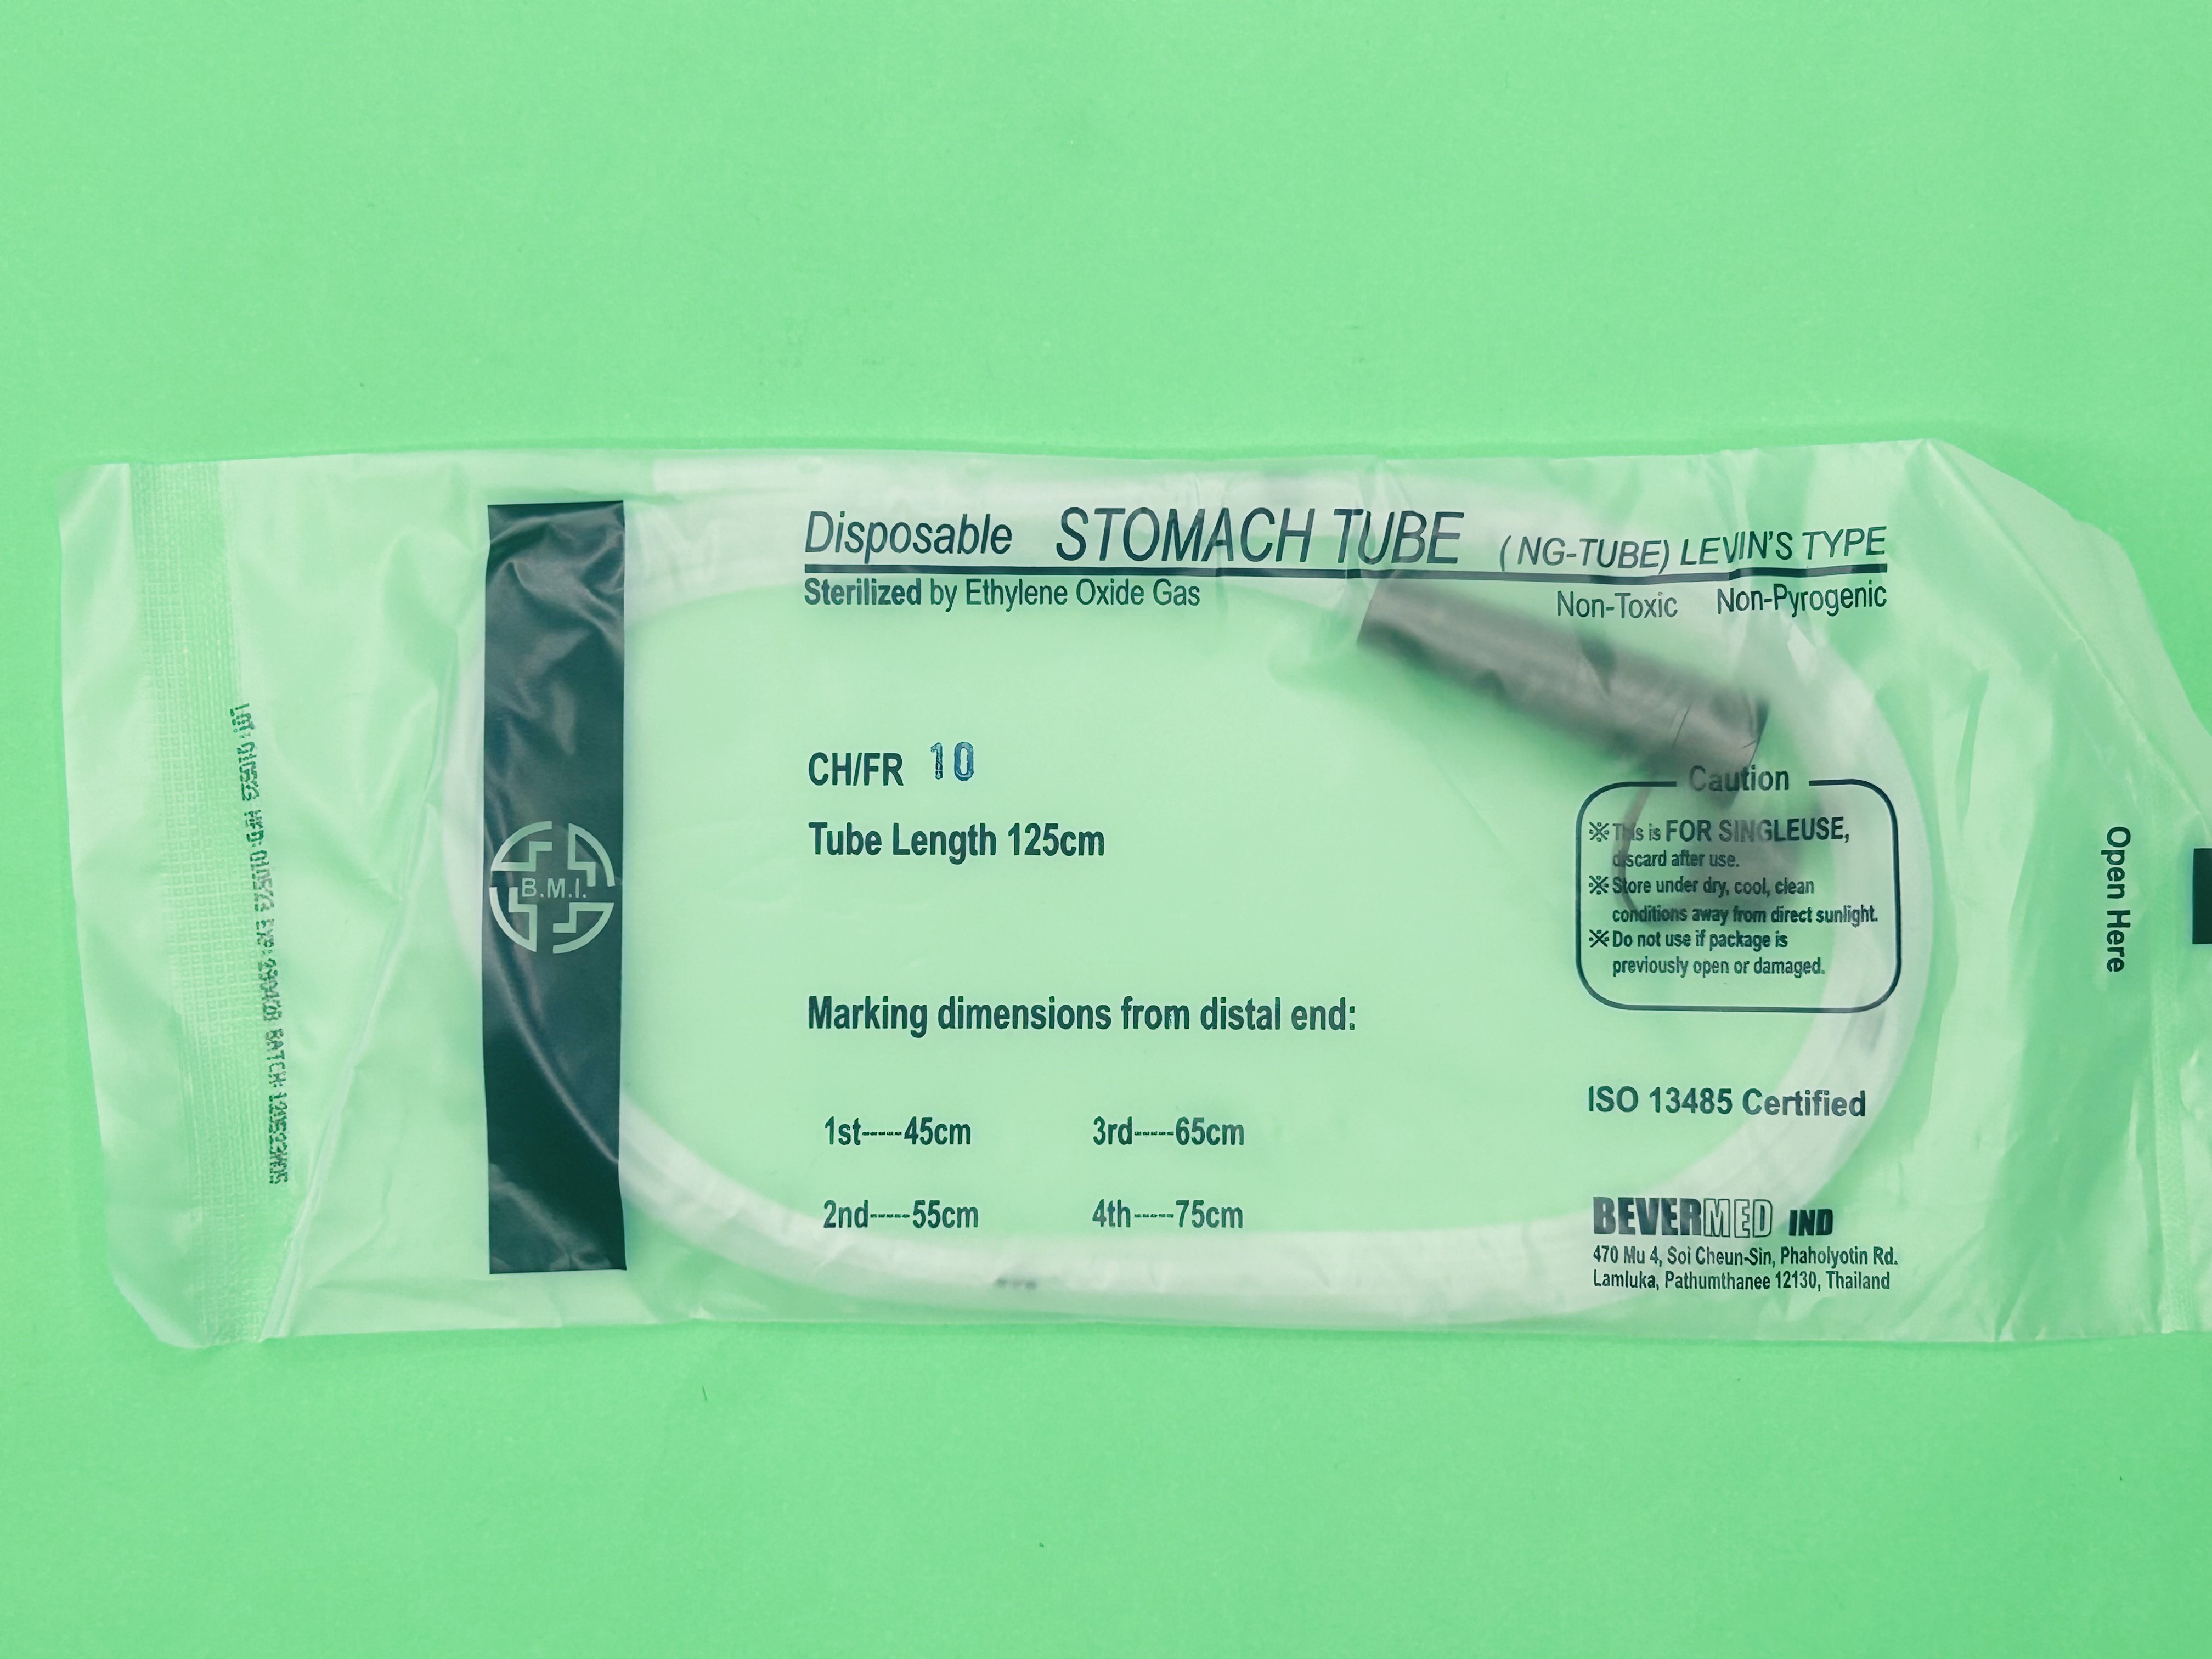 Disposable STOMACH TUBE ( NG-TUBE) LEVIN'S TYPE
Sterilized by Ethylene Oxide Gas
Non-Toxic Non-Pyrogenic
CH/FR 10
Tube Length 125cm
B.M.I.
Caution
※This is FOR SINGLEUSE,
discard after use.
※Store under dry, cool, clean
conditions away from direct sunlight.
※Do not use if package is
previously open or damaged.
Open Here
Marking dimensions from distal end:
1st-----45cm 3rd-----65cm
2nd-----55cm 4th-----75cm
ISO 13485 Certified
BEVERMED IND
470 Mu 4, Soi Cheun-Sin, Phaholyotin Rd.
Lamluka, Pathumthanee 12130, Thailand